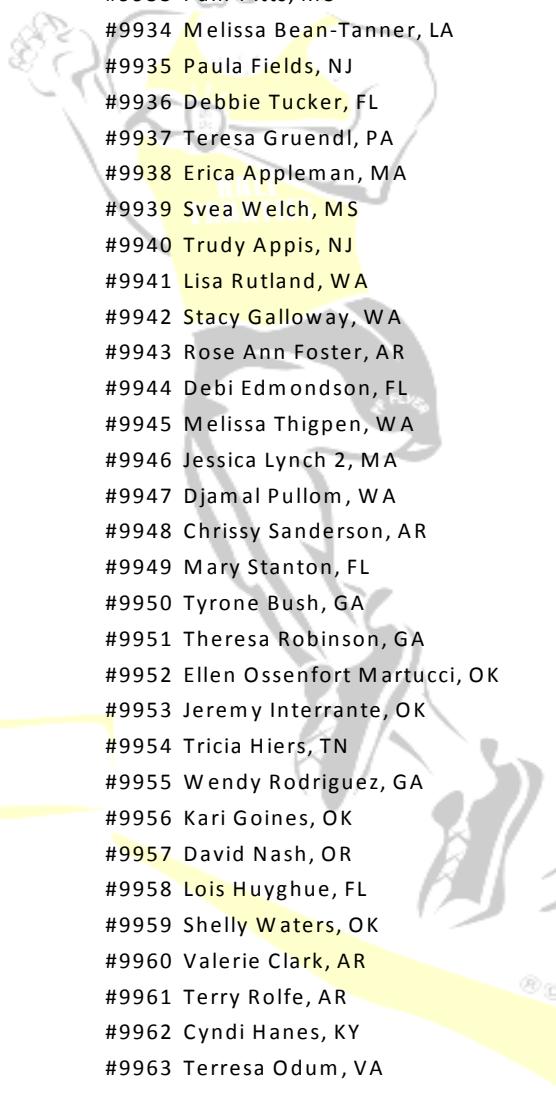 #9934 Melissa Bean-Tanner, LA
#9935 Paula Fields, NJ
#9936 Debbie Tucker, FL
#9937 Teresa Gruendl, PA
#9938 Erica Appleman, MA
#9939 Svea Welch, MS
#9940 Trudy Appis, NJ
#9941 Lisa Rutland, WA
#9942 Stacy Galloway, WA
#9943 Rose Ann Foster, AR
#9944 Debi Edmondson, FL
#9945 Melissa Thigpen, WA
#9946 Jessica Lynch 2, MA
#9947 Djamal Pullom, WA
#9948 Chrissy Sanderson, AR
#9949 Mary Stanton, FL
#9950 Tyrone Bush, GA
#9951 Theresa Robinson, GA
#9952 Ellen Ossenfort Martucci, OK
#9953 Jeremy Interrante, OK
#9954 Tricia Hiers, TN
#9955 Wendy Rodriguez, GA
#9956 Kari Goines, OK
#9957 David Nash, OR
#9958 Lois Huyghue, FL
#9959 Shelly Waters, OK
#9960 Valerie Clark, AR
#9961 Terry Rolfe, AR
#9962 Cyndi Hanes, KY
#9963 Terresa Odum, VA